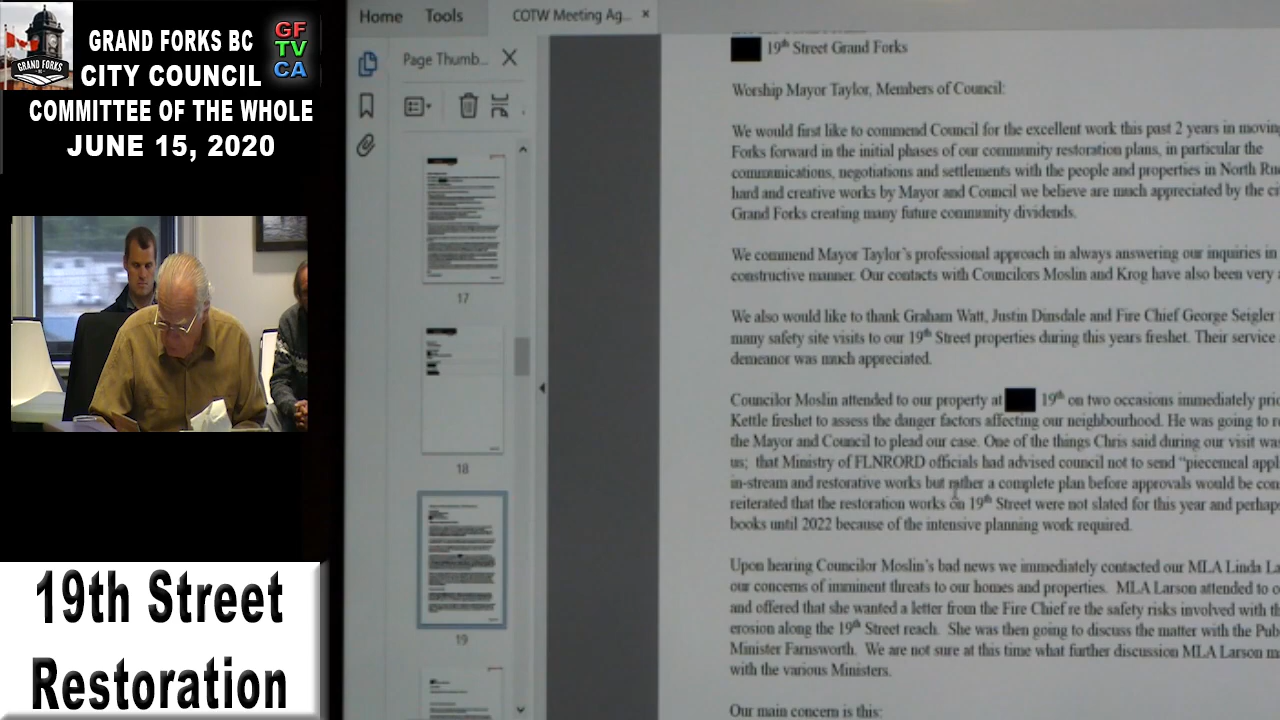 GRAND FORKS BC
CITY COUNCIL
COMMITTEE OF THE WHOLE
JUNE 15, 2020
GF
TV
CA
GRAND FORKS
19th Street
Restoration
Home
Tools
COTW Meeting Ag...
×
Page Thumb...
17
18
19
19th Street Grand Forks
Worship Mayor Taylor, Members of Council:
We would first like to commend Council for the excellent work this past 2 years in moving
Forks forward in the initial phases of our community restoration plans, in particular the
communications, negotiations and settlements with the people and properties in North Ru
hard and creative works by Mayor and Council we believe are much appreciated by the ci
Grand Forks creating many future community dividends.
We commend Mayor Taylor's professional approach in always answering our inquiries in
constructive manner. Our contacts with Councilors Moslin and Krog have also been very
We also would like to thank Graham Watt, Justin Dinsdale and Fire Chief George Seigler
many safety site visits to our 19th Street properties during this years freshet. Their service
demeanor was much appreciated.
Councilor Moslin attended to our property at 19th on two occasions immediately prio
Kettle freshet to assess the danger factors affecting our neighbourhood. He was going to r
the Mayor and Council to plead our case. One of the things Chris said during our visit was
us; that Ministry of FLNRORD officials had advised council not to send "piecemeal appl
in-stream and restorative works but rather a complete plan before approvals would be con
reiterated that the restoration works on 19th Street were not slated for this year and perhaps
books until 2022 because of the intensive planning work required.
Upon hearing Councilor Moslin's bad news we immediately contacted our MLA Linda La
our concerns of imminent threats to our homes and properties. MLA Larson attended to o
and offered that she wanted a letter from the Fire Chief re the safety risks involved with th
erosion along the 19th Street reach. She was then going to discuss the matter with the Pub
Minister Farnsworth. We are not sure at this time what further discussion MLA Larson m
with the various Ministers.
Our main concern is this: